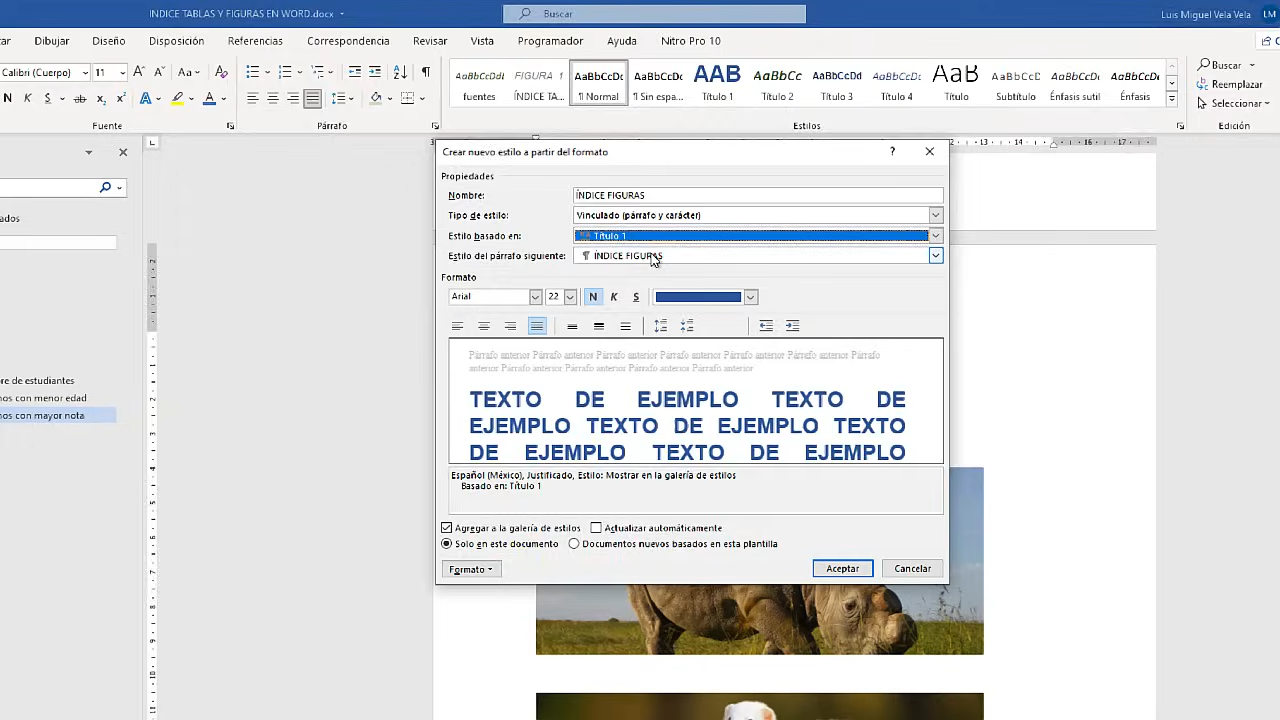 INDICE TABLAS Y FIGURAS EN WORD.docx
Buscar
Luis Miguel Vela Vela LM
Dibujar Diseño Disposición Referencias Correspondencia Revisar Vista Programador Ayuda Nitro Pro 10
Calibri (Cuerpo) 11 Aa
AaBbCcDdI FIGURA 1 AaBbCcDc AaBbCcDc AAB AaBbCc AaBbCcDd AaBbCcDd AaB AaBbCcD AaBbCcDc AaBbCcDc
Buscar
fuentes ÍNDICE TA... ¶ Normal ¶ Sin espa... Título 1 Título 2 Título 3 Título 4 Título Subtítulo Énfasis sutil Énfasis
Reemplazar
Seleccionar
Fuente Párrafo Estilos Edición
Crear nuevo estilo a partir del formato
Propiedades
Nombre: ÍNDICE FIGURAS
Tipo de estilo: Vinculado (párrafo y carácter)
Estilo basado en: Título 1
Estilo del párrafo siguiente: ¶ ÍNDICE FIGURAS
Formato
Arial 22 N K S
Párrafo anterior Párrafo anterior Párrafo anterior Párrafo anterior Párrafo anterior Párrafo anterior Párrafo
anterior Párrafo anterior Párrafo anterior Párrafo anterior Párrafo anterior
TEXTO DE EJEMPLO TEXTO DE
EJEMPLO TEXTO DE EJEMPLO TEXTO
DE EJEMPLO TEXTO DE EJEMPLO
Español (México), Justificado, Estilo: Mostrar en la galería de estilos
Basado en: Título 1
Agregar a la galería de estilos Actualizar automáticamente
Solo en este documento Documentos nuevos basados en esta plantilla
Formato Aceptar Cancelar
ados
re de estudiantes
nos con menor edad
nos con mayor nota